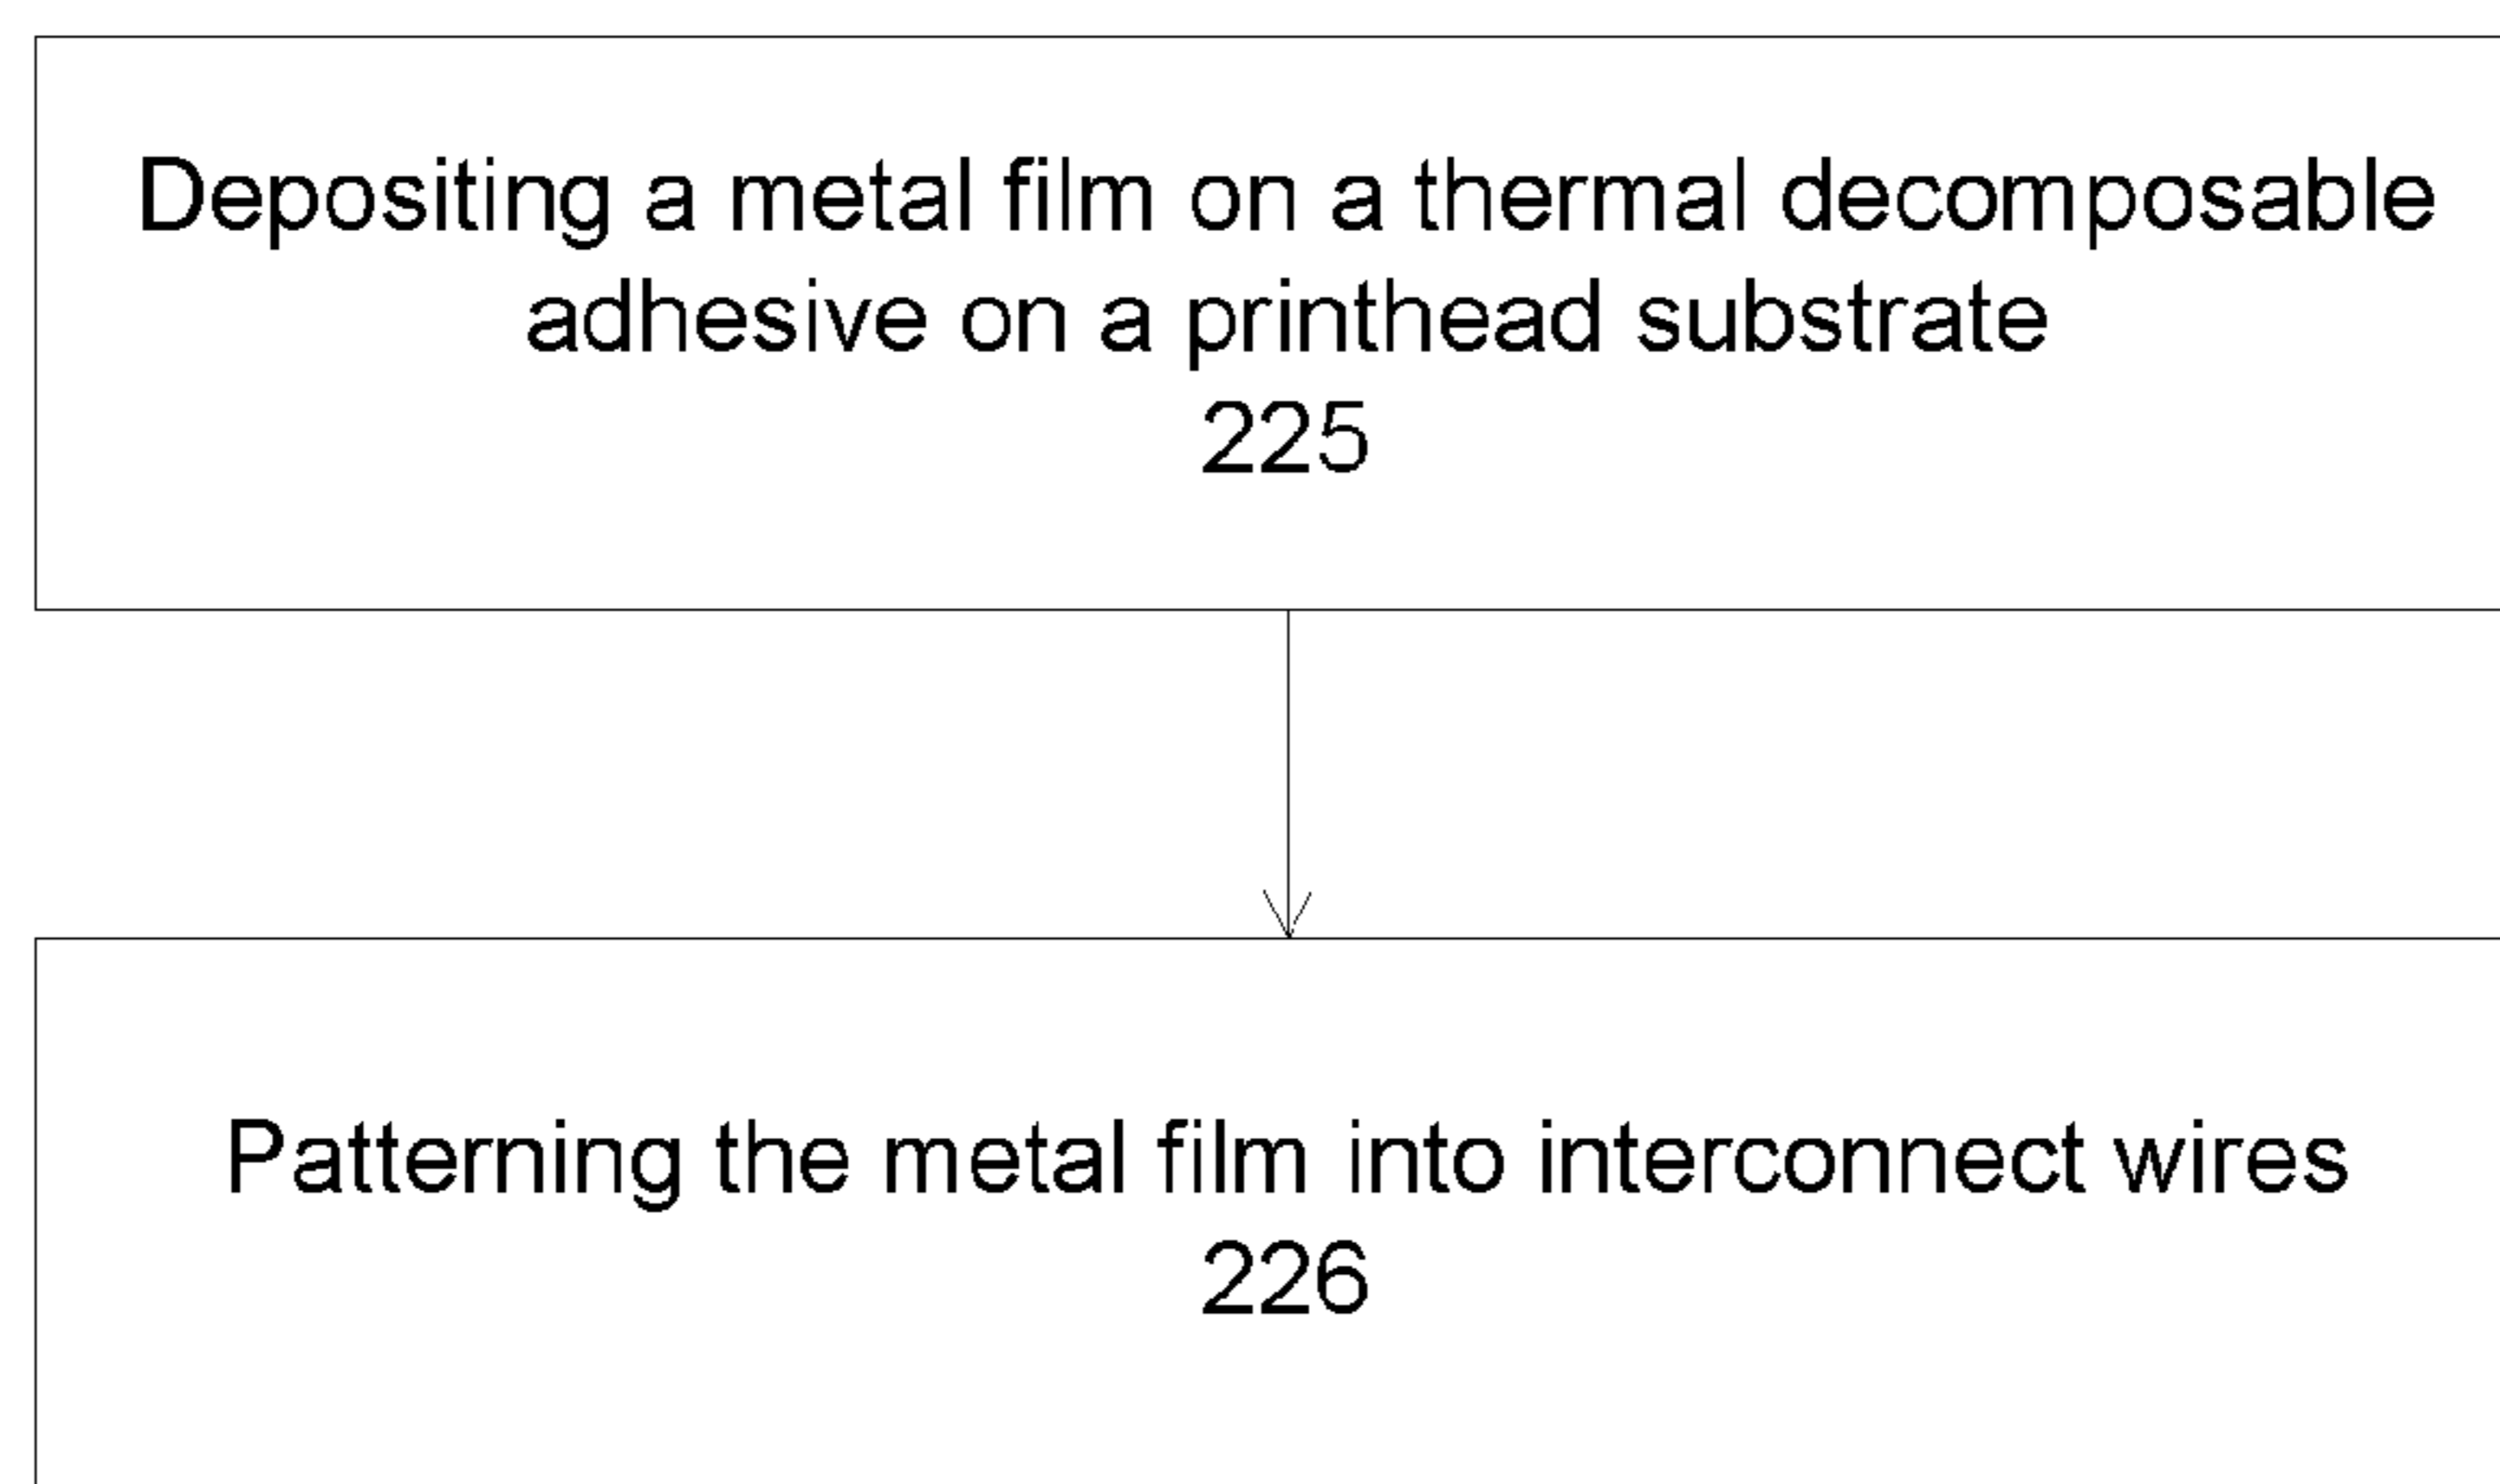 Depositing a metal film on a thermal decomposable
adhesive on a printhead substrate
225
Patterning the metal film into interconnect wires
226